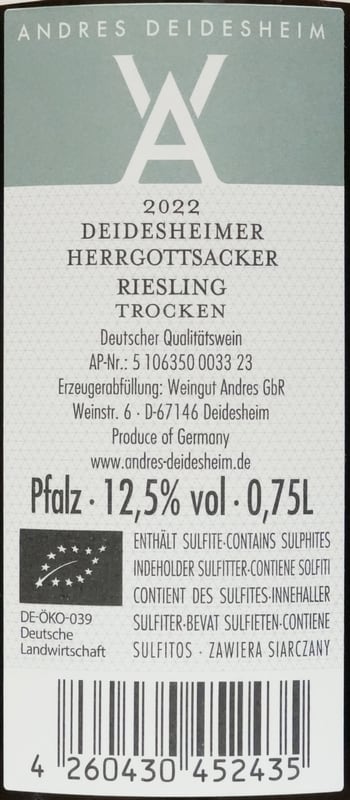 ANDRES DEIDESHEIM
WA
2022
DEIDESHEIMER
HERRGOTTSACKER
RIESLING
TROCKEN
Deutscher Qualitätswein
AP-Nr.: 5 106350 0033 23
Erzeugerabfüllung: Weingut Andres GbR
Weinstr. 6 · D-67146 Deidesheim
Produce of Germany
www.andres-deidesheim.de
Pfalz · 12,5% vol · 0,75L
ENTHÄLT SULFITE·CONTAINS SULPHITES
INDEHOLDER SULFITTER·CONTIENE SOLFITI
CONTIENT DES SULFITES·INNEHALLER
SULFITER·BEVAT SULFIETEN·CONTIENE
SULFITOS · ZAWIERA SIARCZANY
DE-ÖKO-039
Deutsche
Landwirtschaft
4 260430 452435